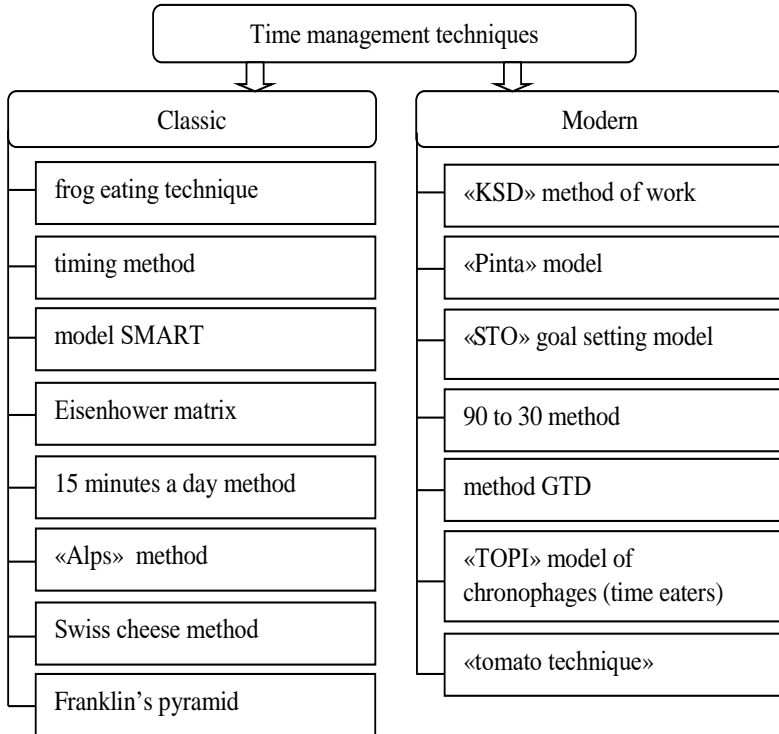 Time management techniques
Classic
frog eating technique
timing method
model SMART
Eisenhower matrix
15 minutes a day method
«Alps» method
Swiss cheese method
Franklin’s pyramid
Modern
«KSD» method of work
«Pinta» model
«STO» goal setting model
90 to 30 method
method GTD
«TOPI» model of
chronophages (time eaters)
«tomato technique»